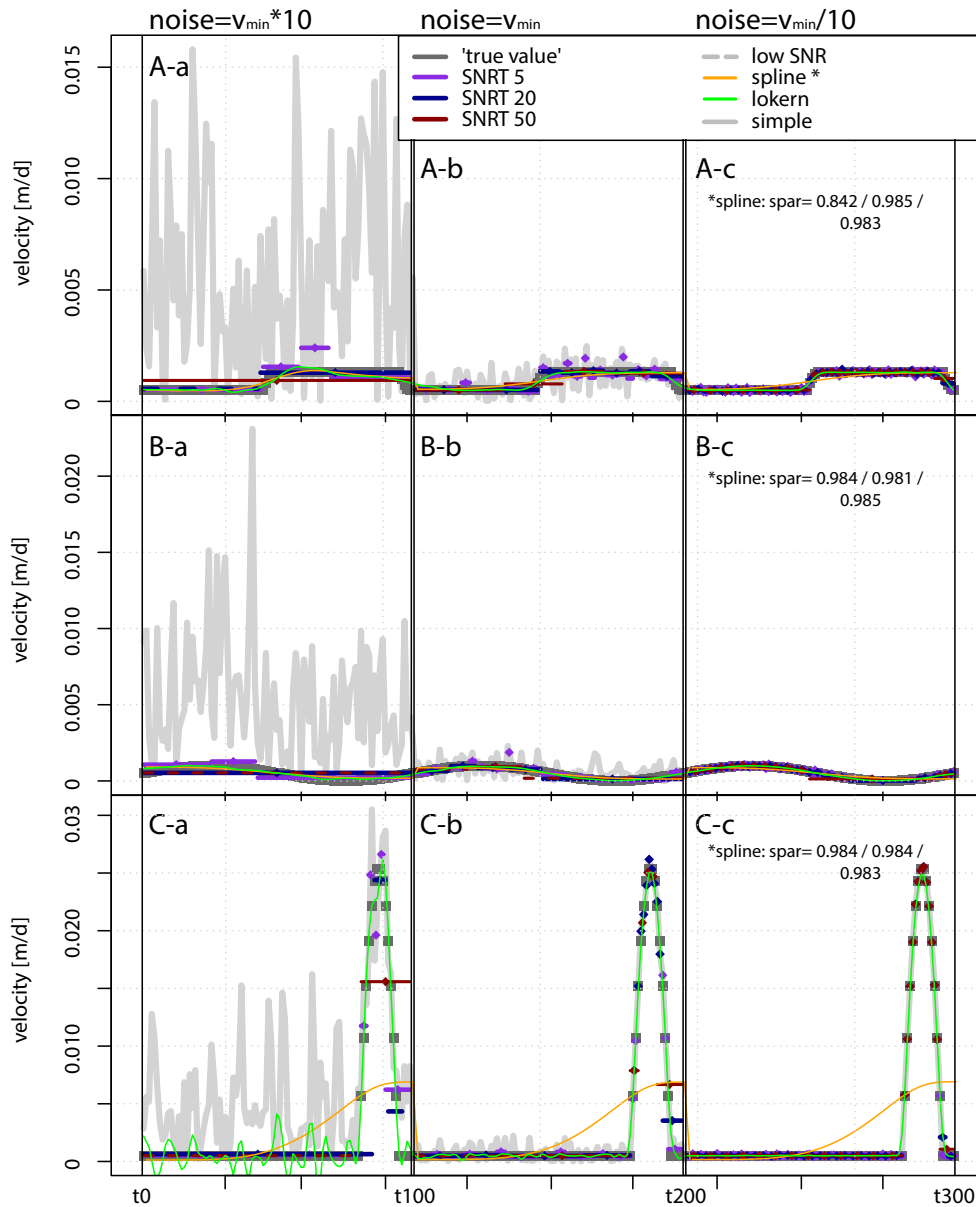 noise=vmin*10
noise=vmin
noise=vmin/10
'true value'
SNRT 5
SNRT 20
SNRT 50
low SNR
spline *
lokern
simple
A-a
A-b
A-c
*spline: spar= 0.842 / 0.985 /
0.983
velocity [m/d]
0.015
0.010
0.005
0
B-a
B-b
B-c
*spline: spar= 0.984 / 0.981 /
0.985
velocity [m/d]
0.020
0.015
0.010
0.005
0
C-a
C-b
C-c
*spline: spar= 0.984 / 0.984 /
0.983
velocity [m/d]
0.03
0.020
0.010
0
t0
t100
t200
t300